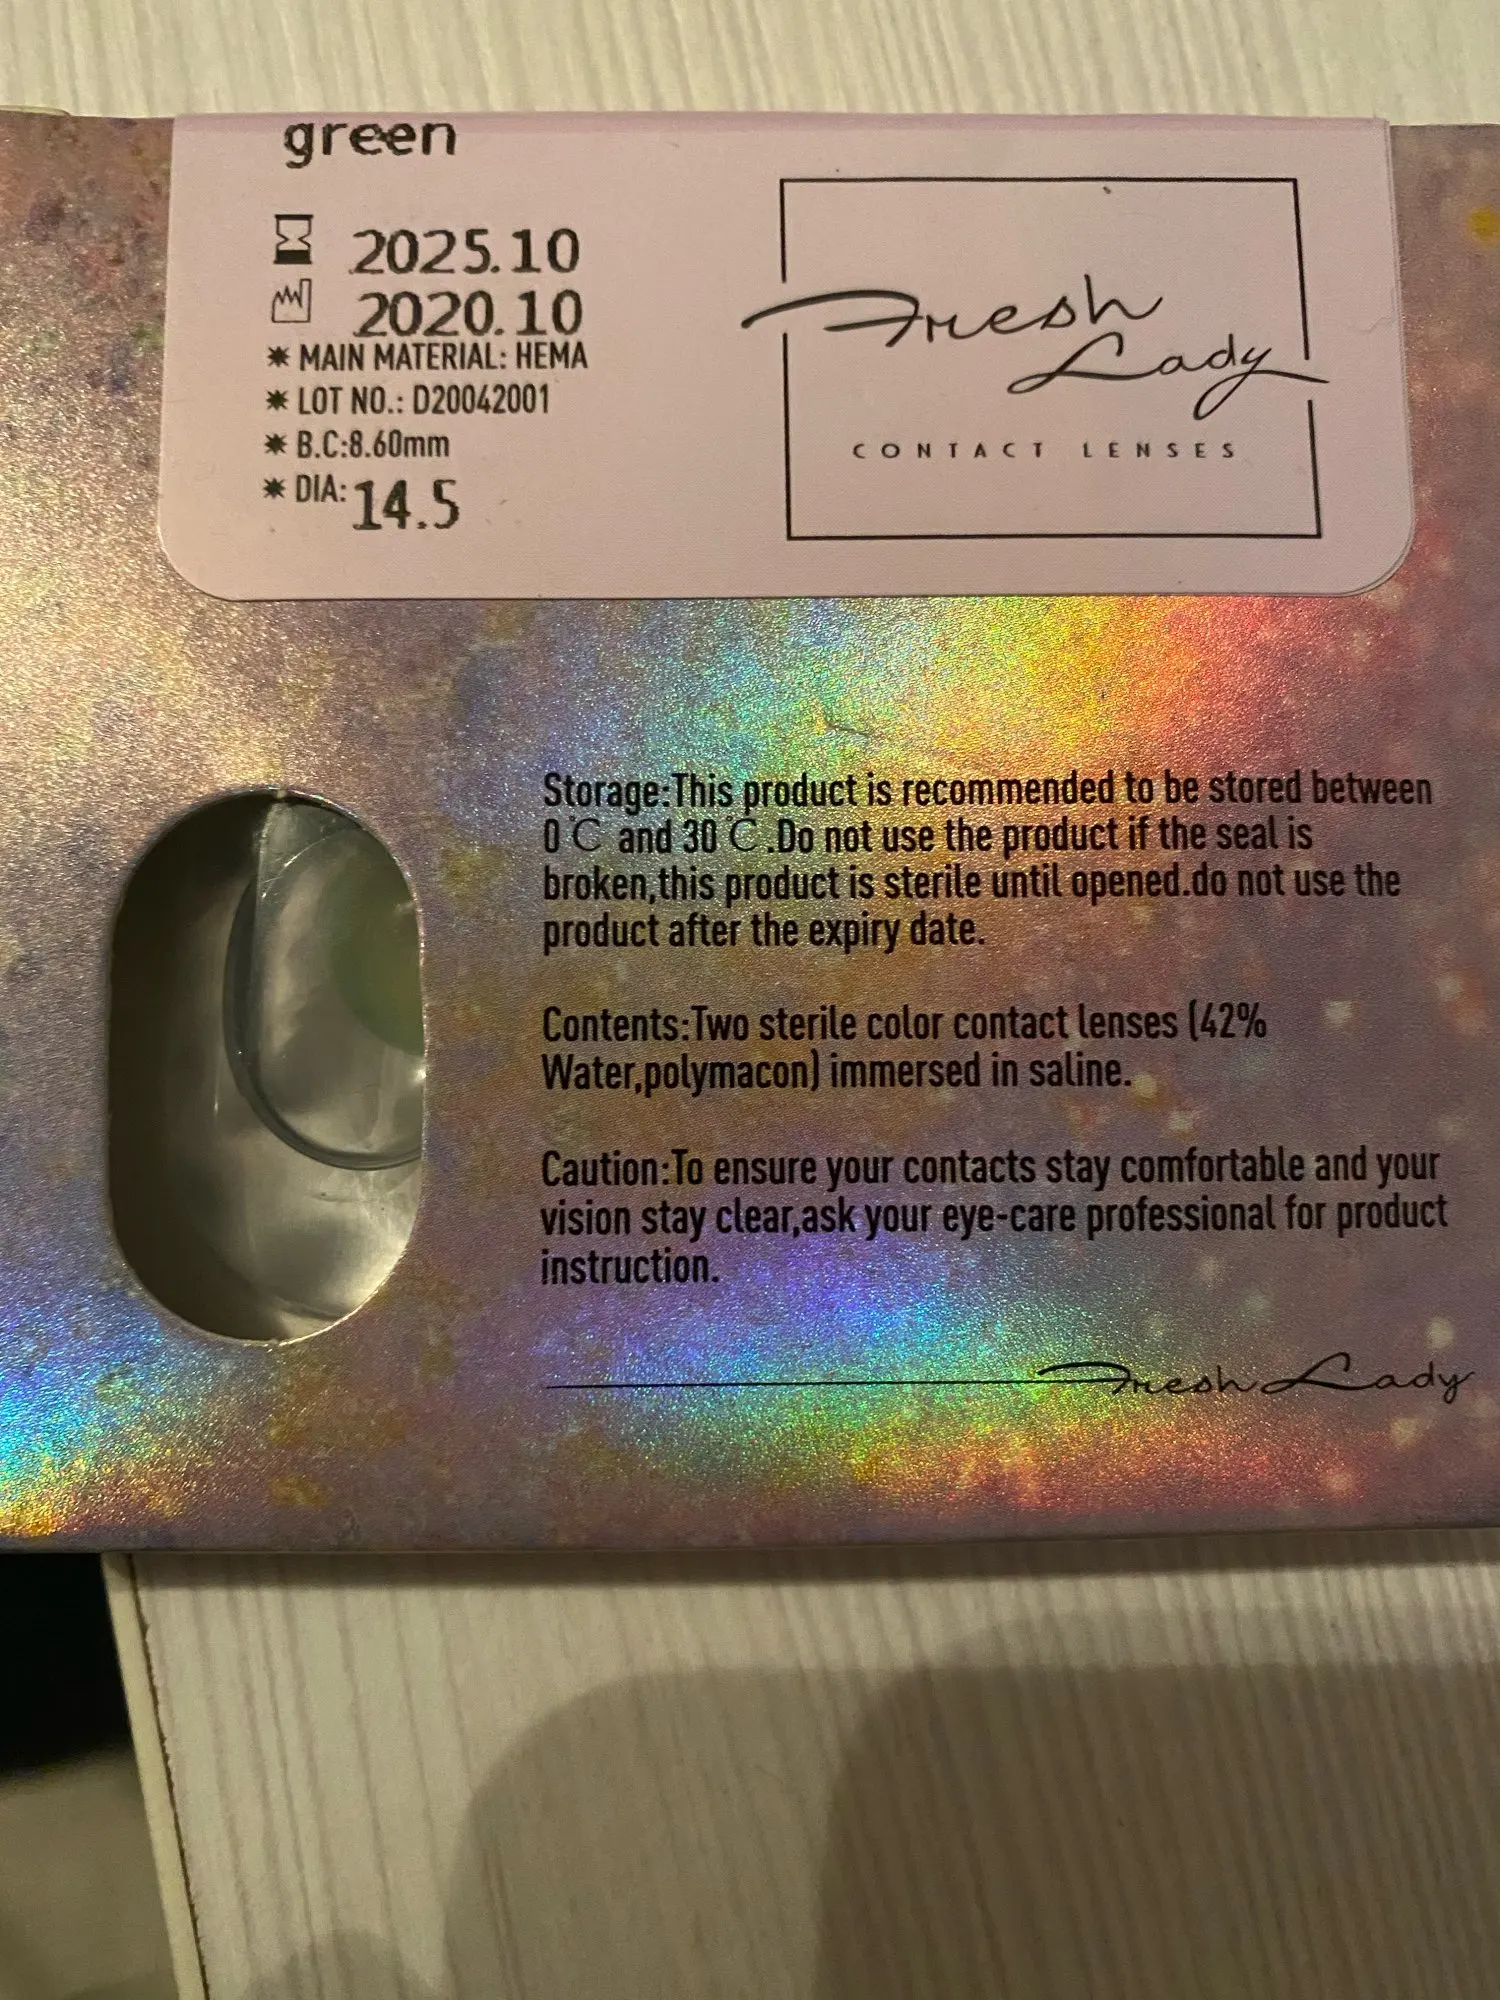 green
2025.10
2020.10
✷ MAIN MATERIAL: HEMA
✷ LOT NO.: D20042001
✷ B.C:8.60mm
✷ DIA: 14.5
Fresh
Lady
CONTACT LENSES
Storage:This product is recommended to be stored between
0℃ and 30℃.Do not use the product if the seal is
broken,this product is sterile until opened.do not use the
product after the expiry date.
Contents:Two sterile color contact lenses (42%
Water,polymacon) immersed in saline.
Caution:To ensure your contacts stay comfortable and your
vision stay clear,ask your eye-care professional for product
instruction.
Fresh Lady